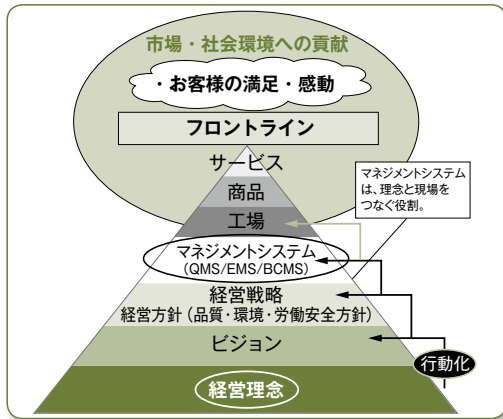 市場・社会環境への貢献
・お客様の満足・感動
フロントライン
サービス
商品
工場
マネジメントシステム
は、理念と現場を
つなぐ役割。
マネジメントシステム
(QMS/EMS/BCMS)
経営戦略
経営方針（品質・環境・労働安全方針）
ビジョン
行動化
経営理念